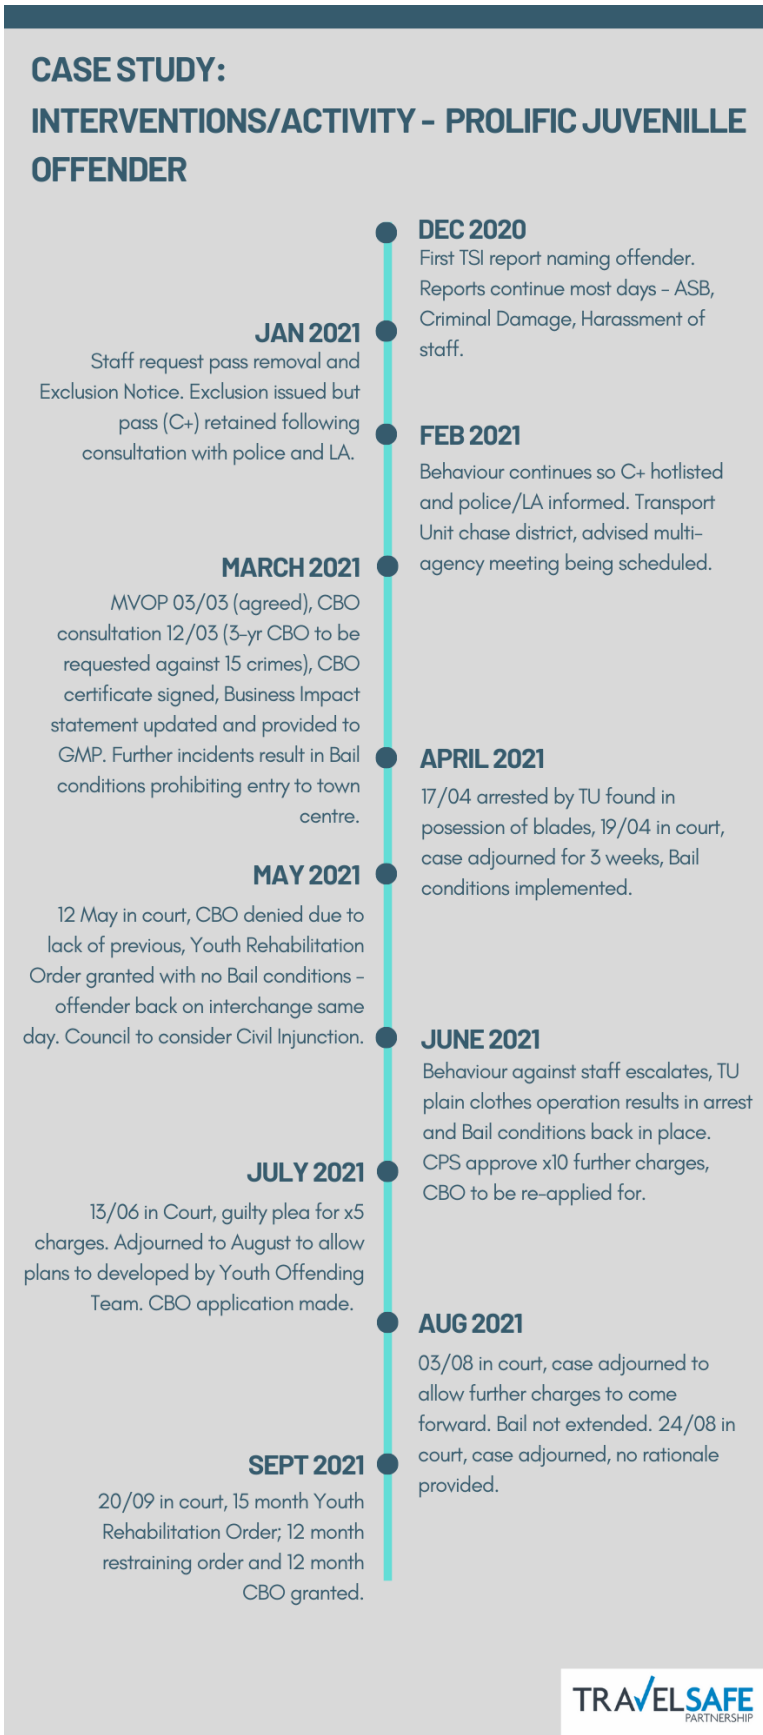 CASE STUDY:
INTERVENTIONS/ACTIVITY - PROLIFIC JUVENILLE
OFFENDER
DEC 2020
First TSI report naming offender.
Reports continue most days - ASB,
Criminal Damage, Harassment of
staff.
JAN 2021
Staff request pass removal and
Exclusion Notice. Exclusion issued but
pass (C+) retained following
consultation with police and LA.
FEB 2021
Behaviour continues so C+ hotlisted
and police/LA informed. Transport
Unit chase district, advised multi-
agency meeting being scheduled.
MARCH 2021
MVOP 03/03 (agreed), CBO
consultation 12/03 (3-yr CBO to be
requested against 15 crimes), CBO
certificate signed, Business Impact
statement updated and provided to
GMP. Further incidents result in Bail
conditions prohibiting entry to town
centre.
APRIL 2021
17/04 arrested by TU found in
posession of blades, 19/04 in court,
case adjourned for 3 weeks, Bail
conditions implemented.
MAY 2021
12 May in court, CBO denied due to
lack of previous, Youth Rehabilitation
Order granted with no Bail conditions -
offender back on interchange same
day. Council to consider Civil Injunction.
JUNE 2021
Behaviour against staff escalates, TU
plain clothes operation results in arrest
and Bail conditions back in place.
CPS approve x10 further charges,
CBO to be re-applied for.
JULY 2021
13/06 in Court, guilty plea for x5
charges. Adjourned to August to allow
plans to developed by Youth Offending
Team. CBO application made.
AUG 2021
03/08 in court, case adjourned to
allow further charges to come
forward. Bail not extended. 24/08 in
court, case adjourned, no rationale
provided.
SEPT 2021
20/09 in court, 15 month Youth
Rehabilitation Order; 12 month
restraining order and 12 month
CBO granted.
TRAVELSAFE
PARTNERSHIP